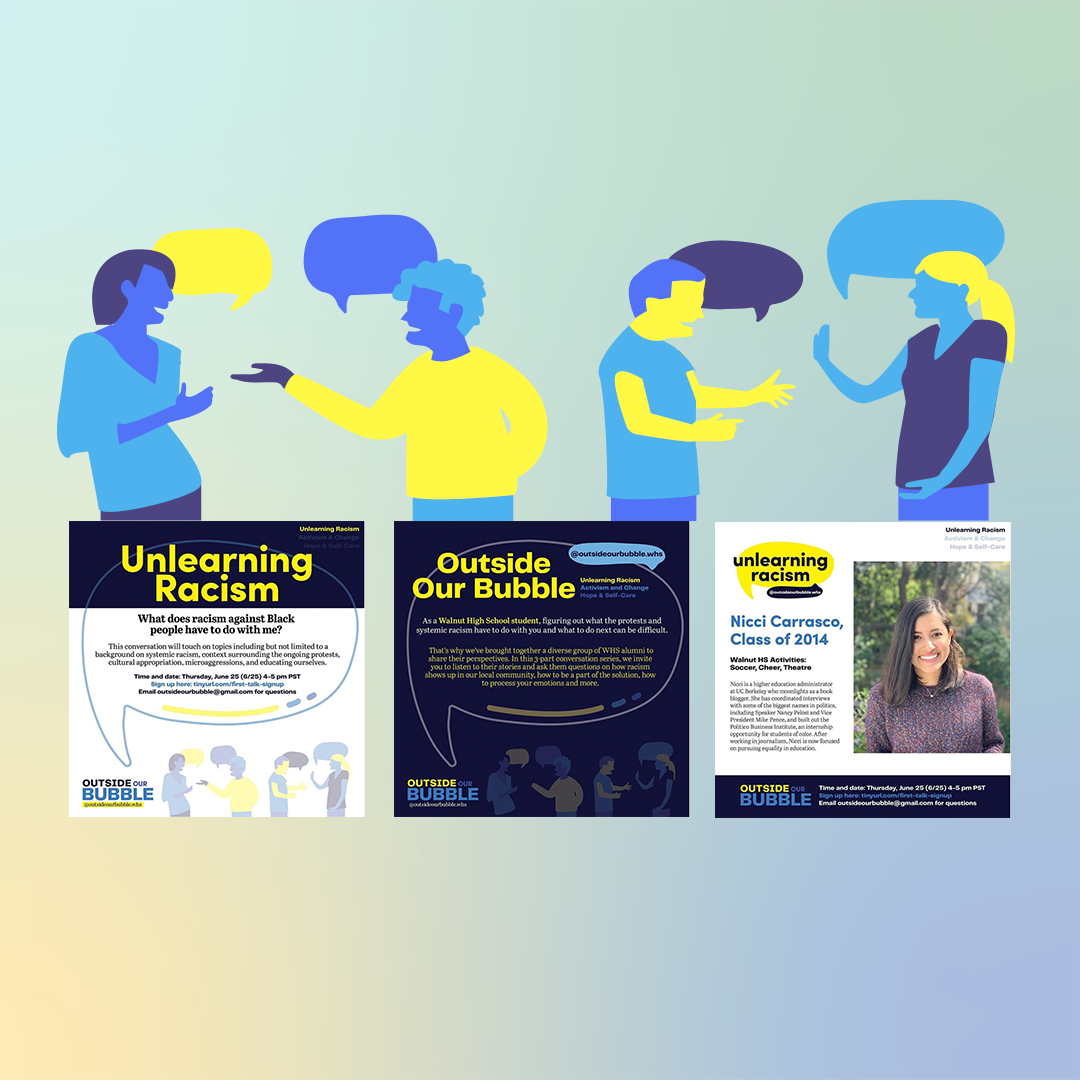 Unlearning Racism
Activism & Change
Hope & Self-Care
Unlearning
Racism
What does racism against Black
people have to do with me?
This conversation will touch on topics including but not limited to a
background on systemic racism, context surrounding the ongoing protests,
cultural appropriation, microaggressions, and educating ourselves.
Time and date: Thursday, June 25 (6/25) 4-5 pm PST
Sign up here: tinyurl.com/first-talk-signup
Email outsideourbubble@gmail.com for questions
OUTSIDE OUR
BUBBLE
@outsideourbubble.whs
Outside
Our Bubble
@outsideourbubble.whs
Unlearning Racism
Activism and Change
Hope & Self-Care
As a Walnut High School student, figuring out what the protests and
systemic racism have to do with you and what to do next can be difficult.
That's why we've brought together a diverse group of WHS alumni to
share their perspectives. In this 3-part conversation series, we invite
you to listen to their stories and ask them questions on how racism
shows up in our local community, how to be a part of the solution, how
to process your emotions and more.
OUTSIDE OUR
BUBBLE
@outsideourbubble.whs
Unlearning Racism
Activism & Change
Hope & Self-Care
unlearning
racism
@outsideourbubble.whs
Nicci Carrasco,
Class of 2014
Walnut HS Activities:
Soccer, Cheer, Theatre
Nicci is a higher education administrator
at UC Berkeley who moonlights as a book
blogger. She has coordinated interviews
with some of the biggest names in politics,
including Speaker Nancy Pelosi and Vice
President Mike Pence, and built out the
Politico Business Institute, an internship
opportunity for students of color. After
working in journalism, Nicci is now focused
on pursuing equality in education.
OUTSIDE OUR
BUBBLE
Time and date: Thursday, June 25 (6/25) 4-5 pm PST
Sign up here: tinyurl.com/first-talk-signup
Email outsideourbubble@gmail.com for questions